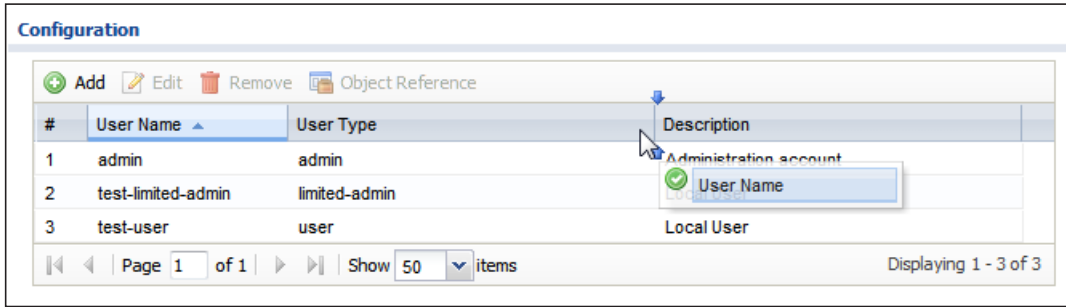 Configuration
Add Edit Remove Object Reference
# User Name User Type Description
1 admin admin Administration account
User Name
2 test-limited-admin limited-admin Local User
3 test-user user Local User
Page 1 of 1 Show 50 items Displaying 1 - 3 of 3